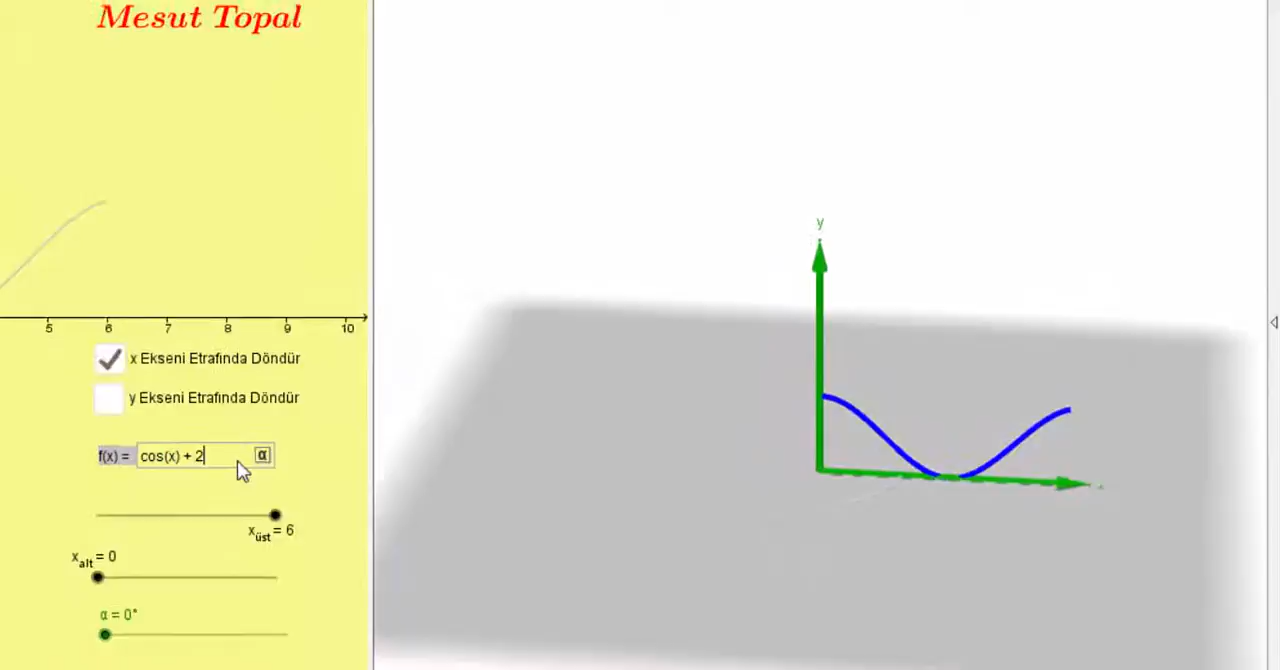 Mesut Topal
y
5 6 7 8 9 10
x Ekseni Etrafında Döndür
y Ekseni Etrafında Döndür
f(x) = cos(x) + 2 α
xüst = 6
xalt = 0
α = 0°